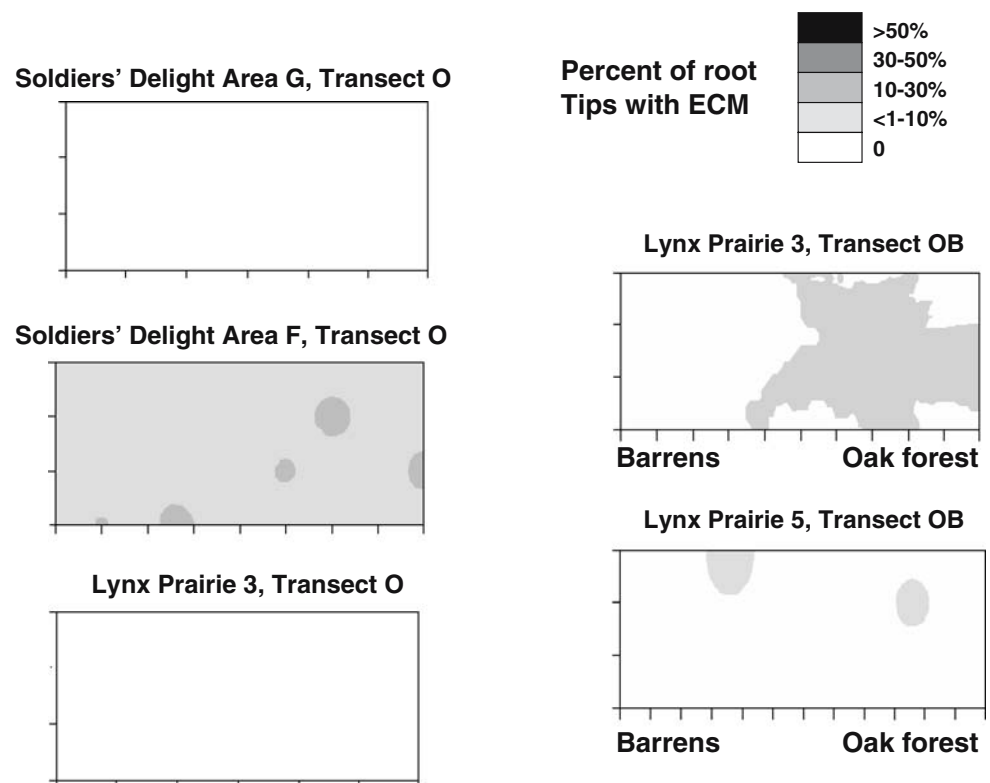 Soldiers' Delight Area G, Transect O
Percent of root
Tips with ECM
>50%
30-50%
10-30%
<1-10%
0
Soldiers' Delight Area F, Transect O
Lynx Prairie 3, Transect O
Lynx Prairie 3, Transect OB
Barrens Oak forest
Lynx Prairie 5, Transect OB
Barrens Oak forest